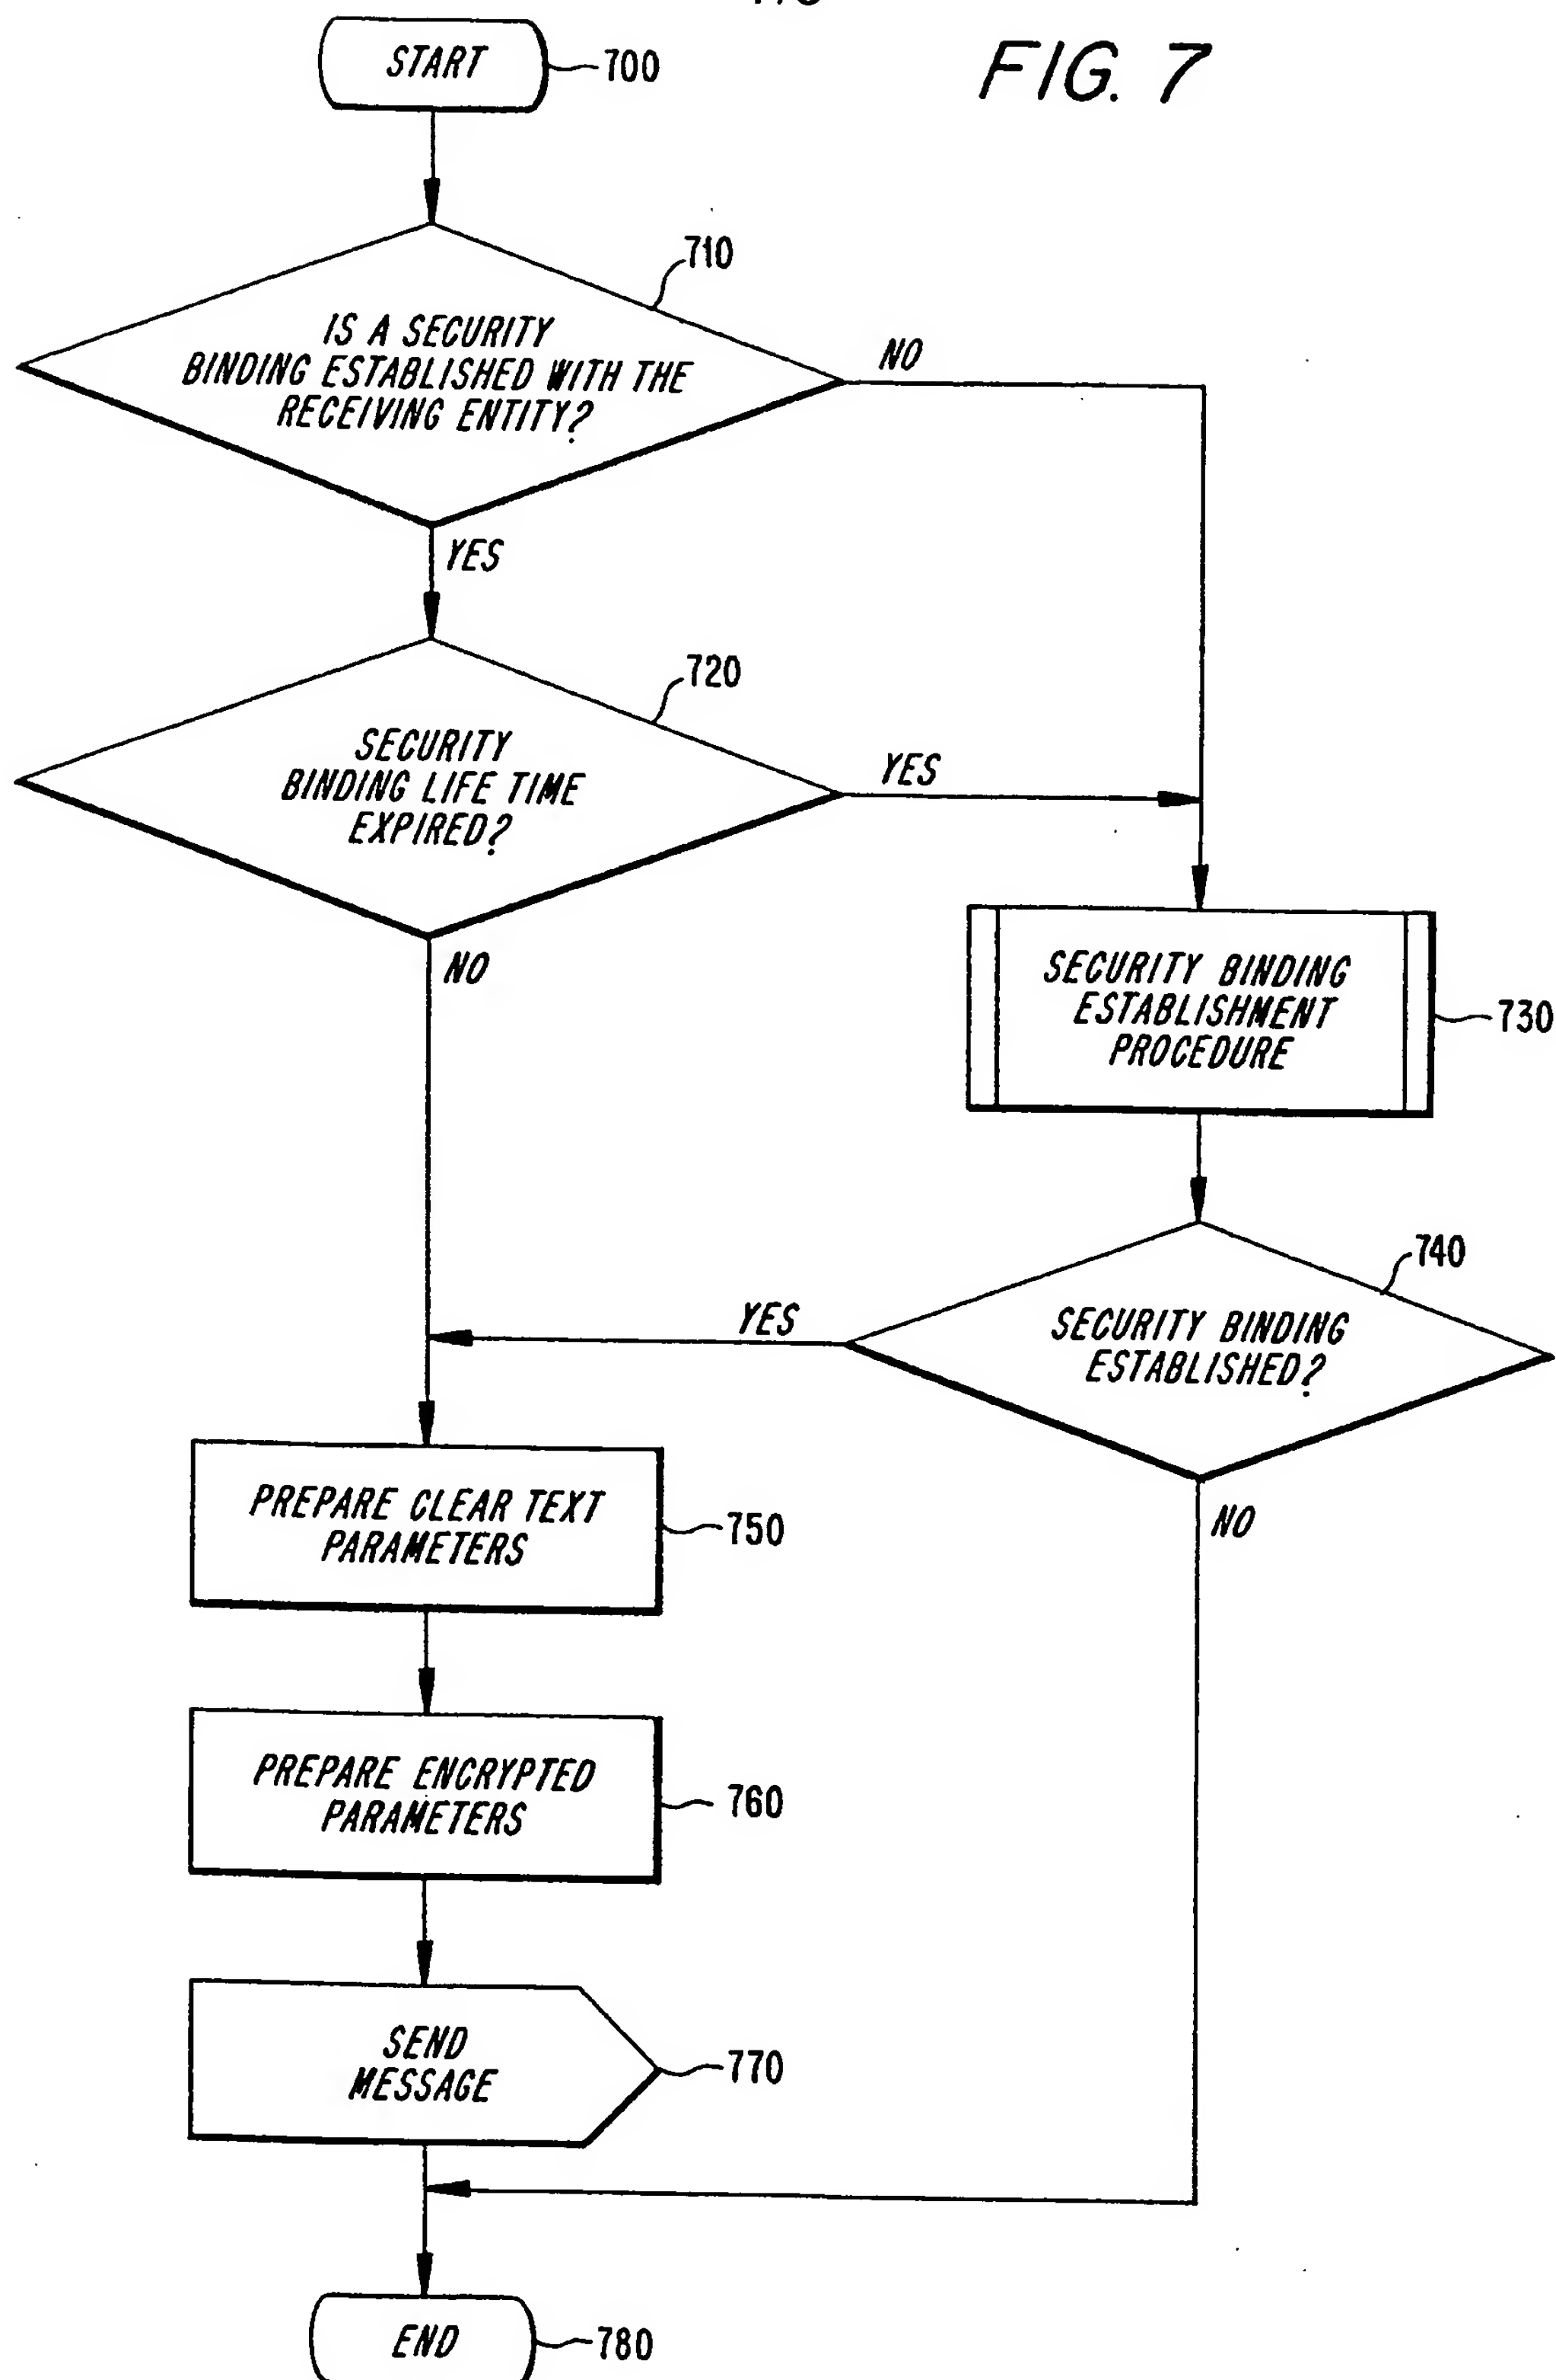 FIG. 7
START
700
710
IS A SECURITY
BINDING ESTABLISHED WITH THE
RECEIVING ENTITY?
NO
YES
720
SECURITY
BINDING LIFE TIME
EXPIRED?
YES
NO
SECURITY BINDING
ESTABLISHMENT
PROCEDURE
730
740
SECURITY BINDING
ESTABLISHED?
YES
NO
PREPARE CLEAR TEXT
PARAMETERS
750
PREPARE ENCRYPTED
PARAMETERS
760
SEND
MESSAGE
770
END
780